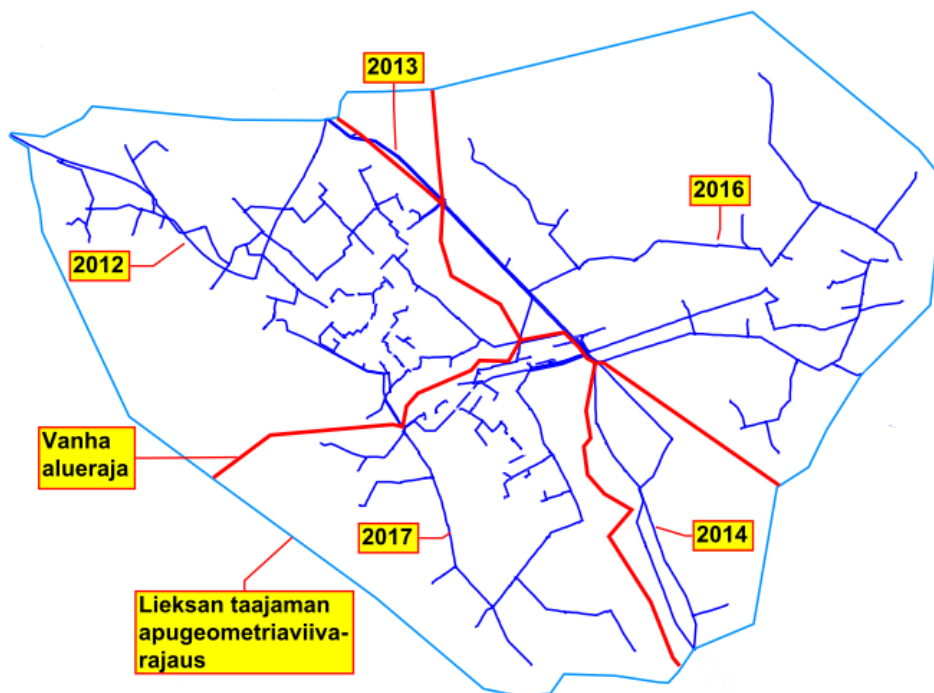 2013
2016
2012
Vanha
alueraja
2017
2014
Lieksan taajaman
apugeometriaviiva-
rajaus